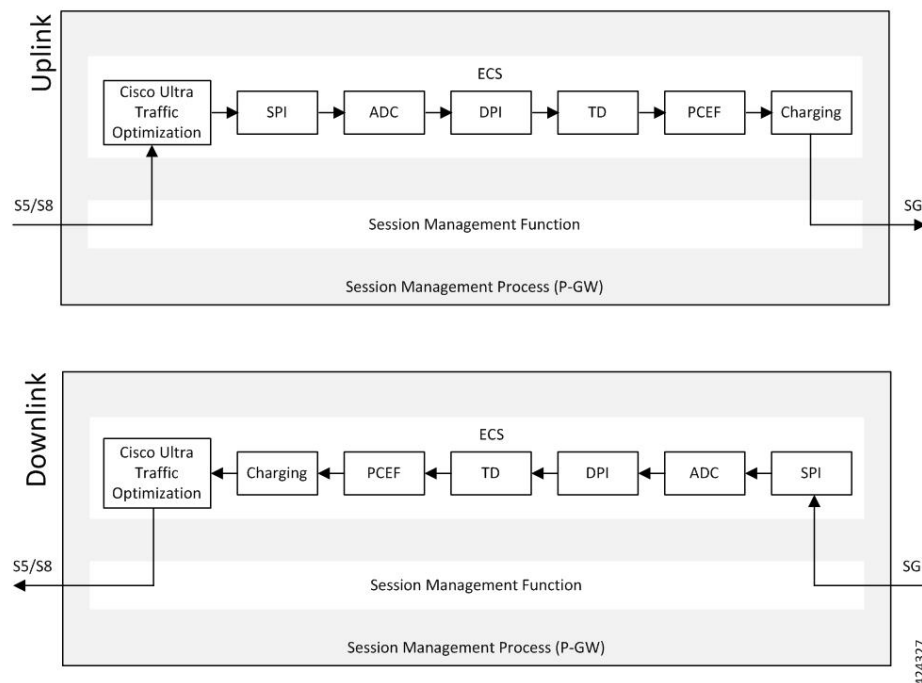 Uplink
ECS
Cisco Ultra
Traffic
Optimization
SPI
ADC
DPI
TD
PCEF
Charging
S5/S8
SG
Session Management Function
Session Management Process (P-GW)
Downlink
ECS
Cisco Ultra
Traffic
Optimization
Charging
PCEF
TD
DPI
ADC
SPI
S5/S8
SG
Session Management Function
Session Management Process (P-GW)
424327